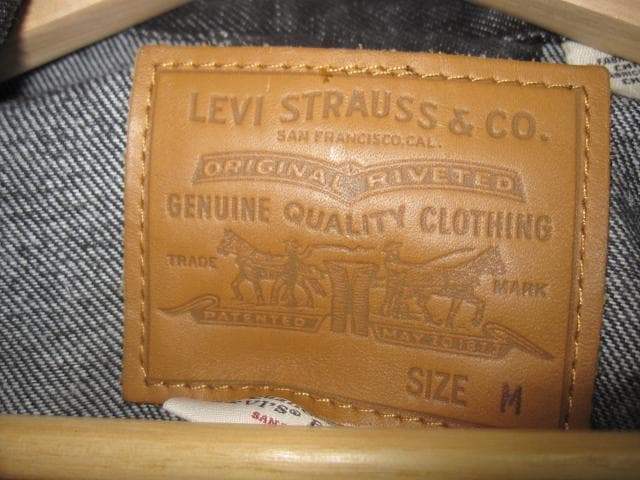 LEVI STRAUSS & CO.
SAN FRANCISCO.CAL.
ORIGINAL RIVETED
GENUINE QUALITY CLOTHING
TRADE MARK
PATENTED MAY 20 1873
SIZE M